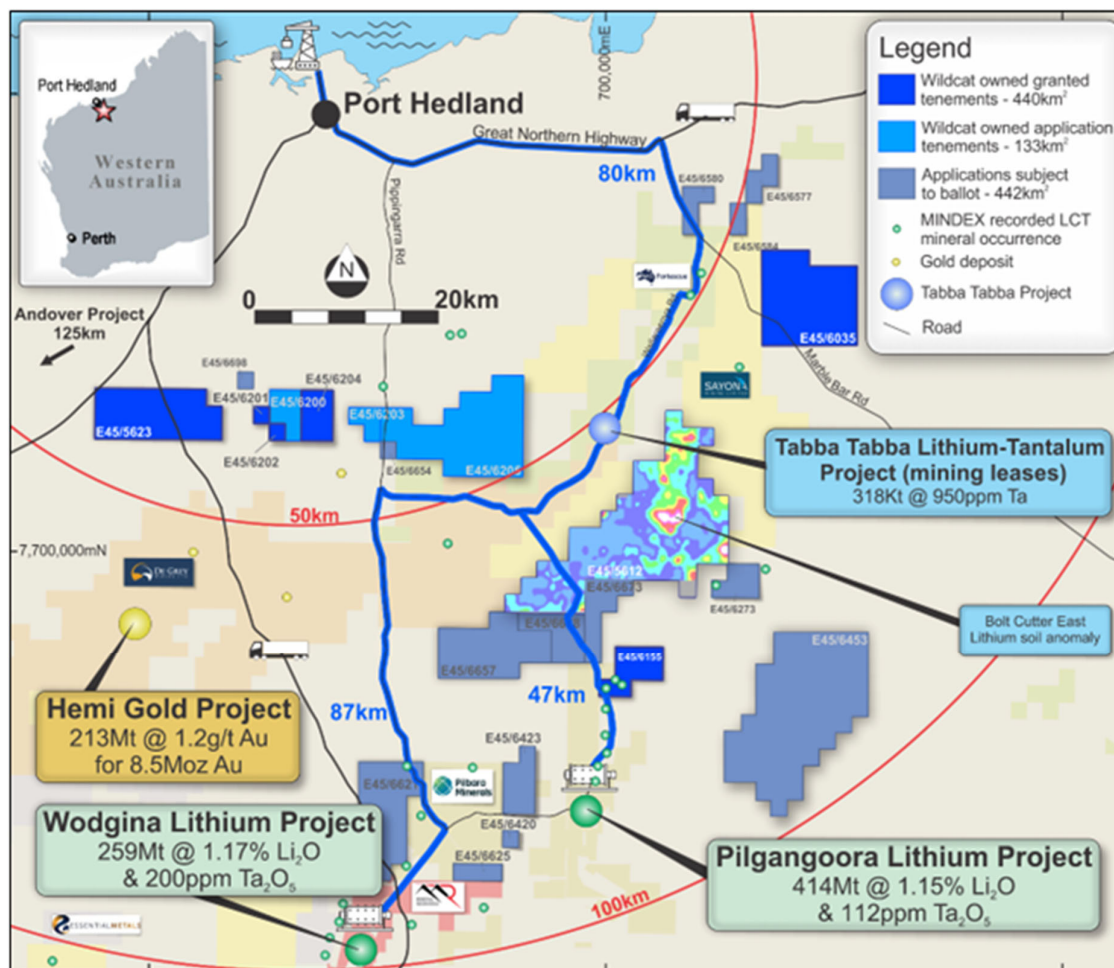 Port Hedland
Western
Australia
Perth
Port Hedland
700,000mE
Great Northern Highway
80km
Pippingarra Rd
N
0
20km
Andover Project
125km
Legend
Wildcat owned granted
tenements - 440km²
Wildcat owned application
tenements - 133km²
Applications subject
to ballot - 442km²
MINDEX recorded LCT
mineral occurrence
Gold deposit
Tabba Tabba Project
Road
E45/6580
E45/6577
E45/6584
E45/6035
Marble Bar Rd
Fortescue
SAYONA
E45/6698
E45/6204
E45/6201
E45/6200
E45/5623
E45/6202
E45/6203
E45/6654
50km
Tabba Tabba Lithium-Tantalum
Project (mining leases)
318Kt @ 950ppm Ta
7,700,000mN
DE GREY
E45/5612
E45/6623
E45/6273
Bolt Cutter East
Lithium soil anomaly
E45/6657
E45/6155
E45/6453
87km
47km
Hemi Gold Project
213Mt @ 1.2g/t Au
for 8.5Moz Au
E45/6423
E45/6621
Pilbara
Minerals
E45/6420
E45/6625
Wodgina Lithium Project
259Mt @ 1.17% Li₂O
& 200ppm Ta₂O₅
Pilgangoora Lithium Project
414Mt @ 1.15% Li₂O
& 112ppm Ta₂O₅
100km
ESSENTIALMETALS